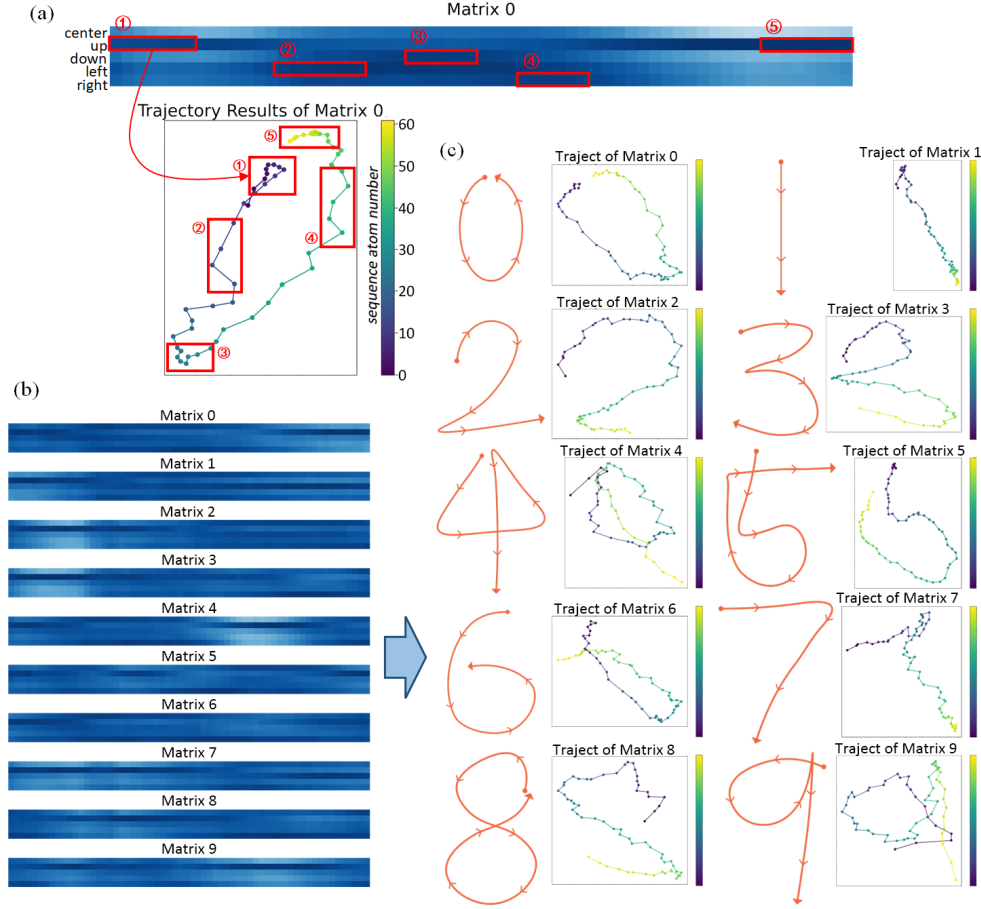 (a)
Matrix 0
①
②
③
④
⑤
center
up
down
left
right
Trajectory Results of Matrix 0
⑤
①
②
④
③
60
50
40
30
20
10
0
sequence atom number
(b)
Matrix 0
Matrix 1
Matrix 2
Matrix 3
Matrix 4
Matrix 5
Matrix 6
Matrix 7
Matrix 8
Matrix 9
(c)
Traject of Matrix 0
Traject of Matrix 1
Traject of Matrix 2
Traject of Matrix 3
Traject of Matrix 4
Traject of Matrix 5
Traject of Matrix 6
Traject of Matrix 7
Traject of Matrix 8
Traject of Matrix 9